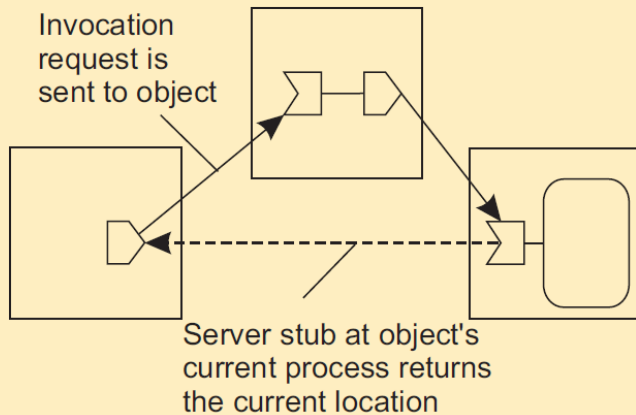 Invocation
request is
sent to object
Server stub at object's
current process returns
the current location